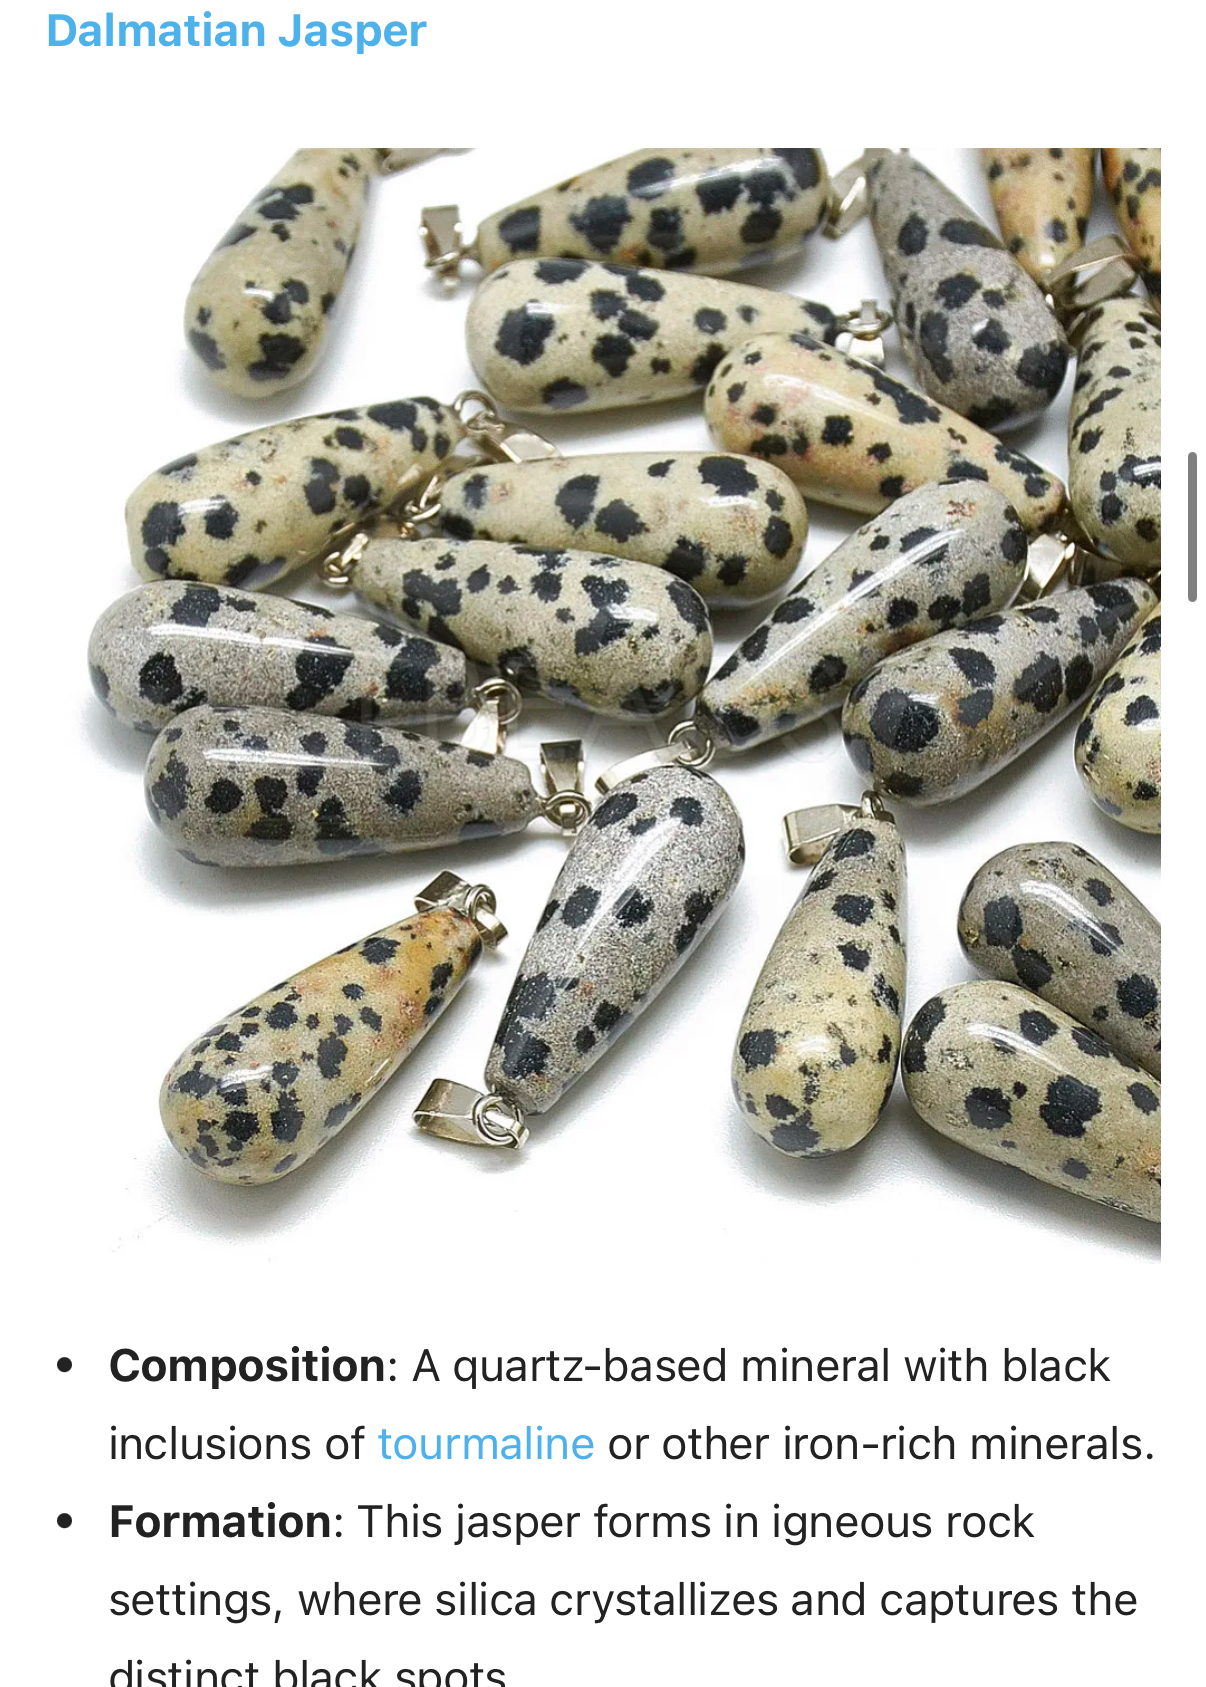 Dalmatian Jasper
• Composition: A quartz-based mineral with black
inclusions of tourmaline or other iron-rich minerals.
• Formation: This jasper forms in igneous rock
settings, where silica crystallizes and captures the
distinct black spots